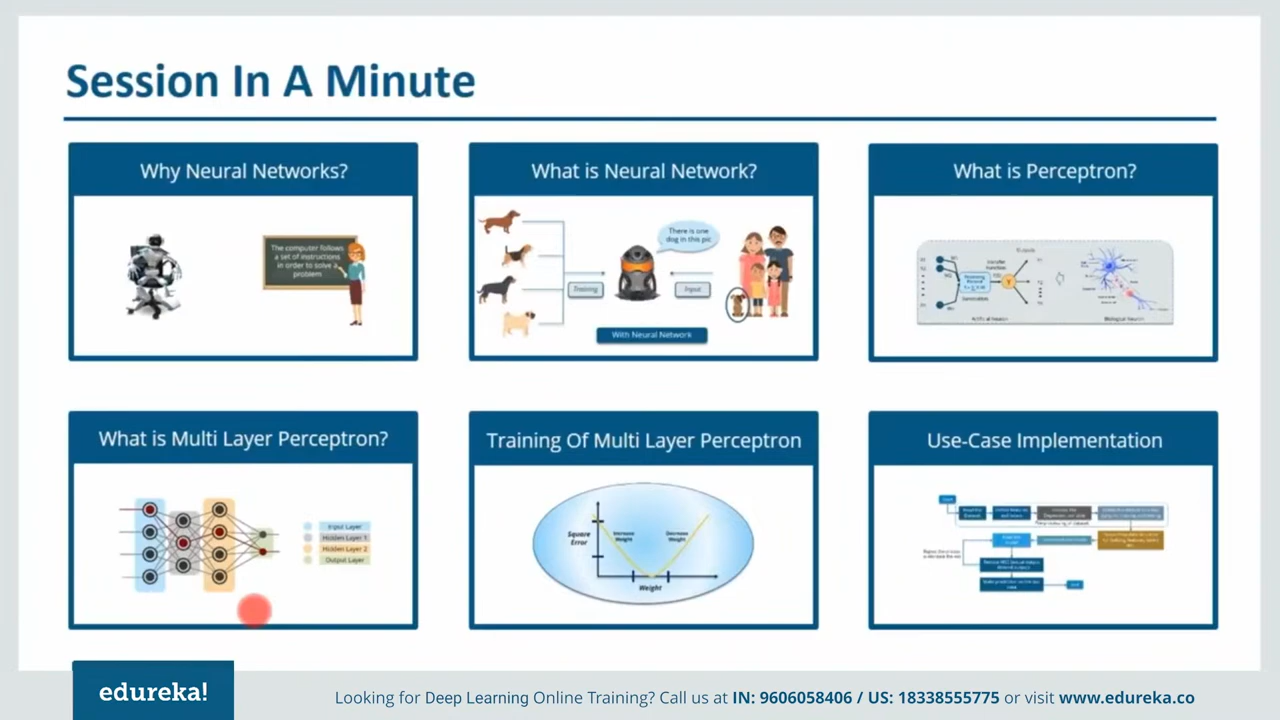 Session In A Minute
Why Neural Networks?
The computer follows
a set of instructions
in order to solve a
problem
What is Neural Network?
There is one
dog in this pic
Training
Input
With Neural Network
What is Perceptron?
What is Multi Layer Perceptron?
Input Layer
Hidden Layer 1
Hidden Layer 2
Output Layer
Training Of Multi Layer Perceptron
Square
Error
Increase
Weight
Decrease
Weight
Weight
Use-Case Implementation
edureka!
Looking for Deep Learning Online Training? Call us at IN: 9606058406 / US: 18338555775 or visit www.edureka.co